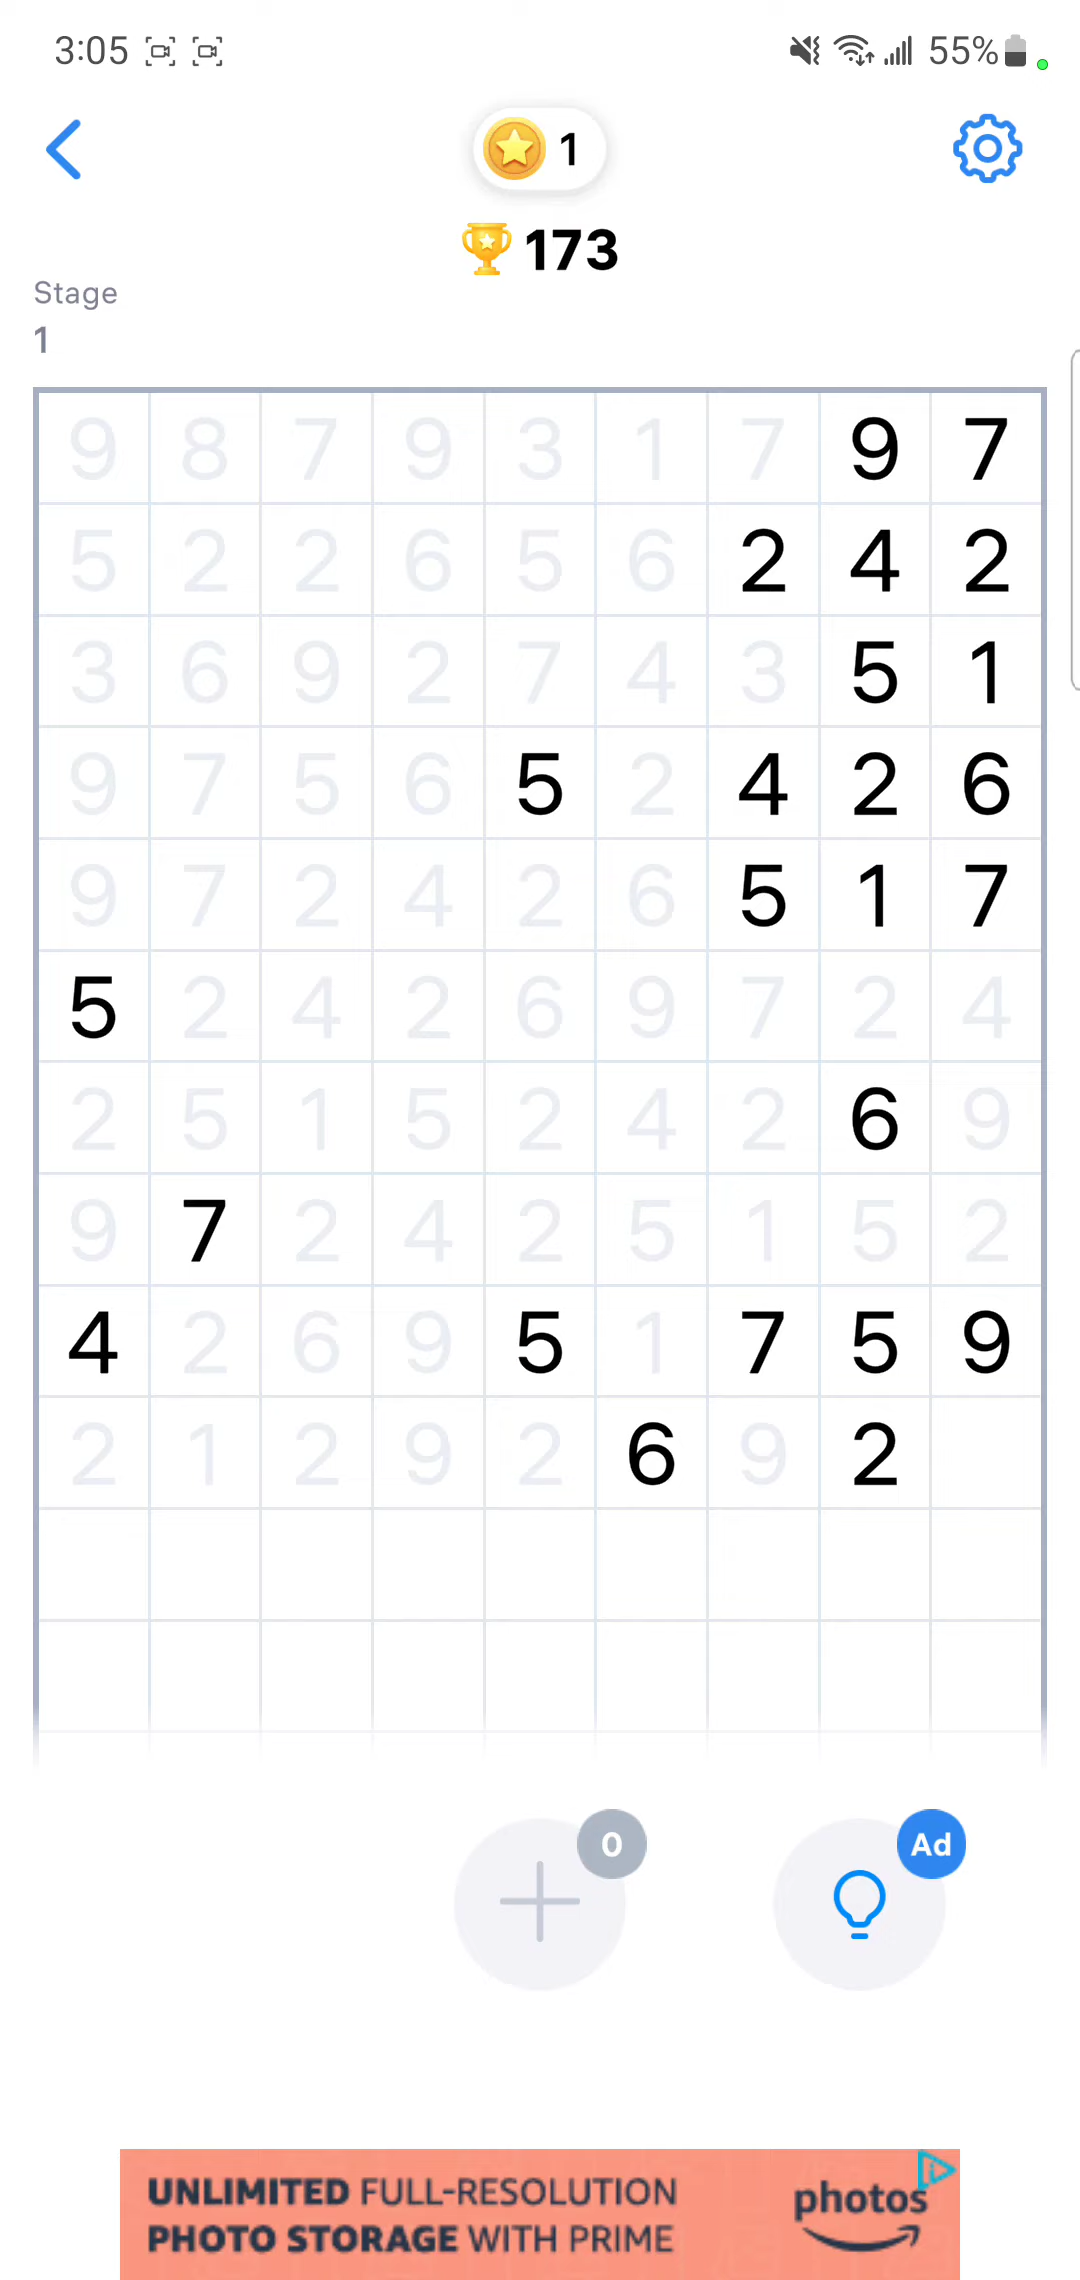 3:05 55%
1
173
Stage
1
9 8 7 9 3 1 7 9 7
5 2 2 6 5 6 2 4 2
3 6 9 2 7 4 3 5 1
9 7 5 6 5 2 4 2 6
9 7 2 4 2 6 5 1 7
5 2 4 2 6 9 7 2 4
2 5 1 5 2 4 2 6 9
9 7 2 4 2 5 1 5 2
4 2 6 9 5 1 7 5 9
2 1 2 9 2 6 9 2
0 Ad
UNLIMITED FULL-RESOLUTION
PHOTO STORAGE WITH PRIME
photos